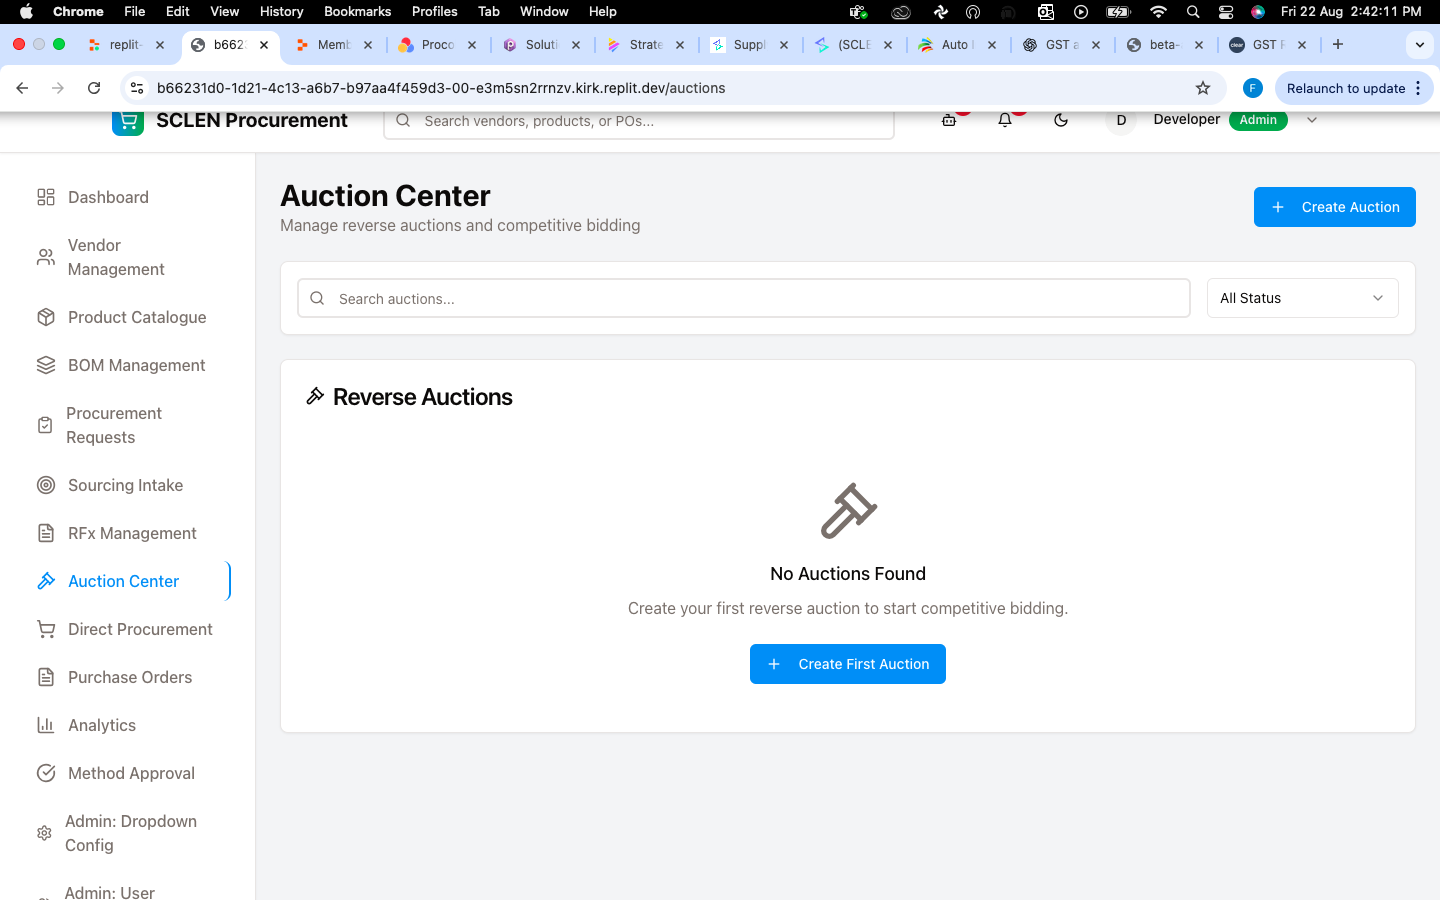 Chrome File Edit View History Bookmarks Profiles Tab Window Help Fri 22 Aug 2:42:11 PM
replit- b662 Memb Proco Soluti Strate Suppl (SCLE Auto GST a beta- GST
b66231d0-1d21-4c13-a6b7-b97aa4f459d3-00-e3m5sn2rrnzv.kirk.replit.dev/auctions F Relaunch to update
SCLEN Procurement Search vendors, products, or POs... D Developer Admin
Dashboard
Vendor
Management
Product Catalogue
BOM Management
Procurement
Requests
Sourcing Intake
RFx Management
Auction Center
Direct Procurement
Purchase Orders
Analytics
Method Approval
Admin: Dropdown
Config
Admin: User
Auction Center
Manage reverse auctions and competitive bidding
Create Auction
Search auctions... All Status
Reverse Auctions
No Auctions Found
Create your first reverse auction to start competitive bidding.
Create First Auction